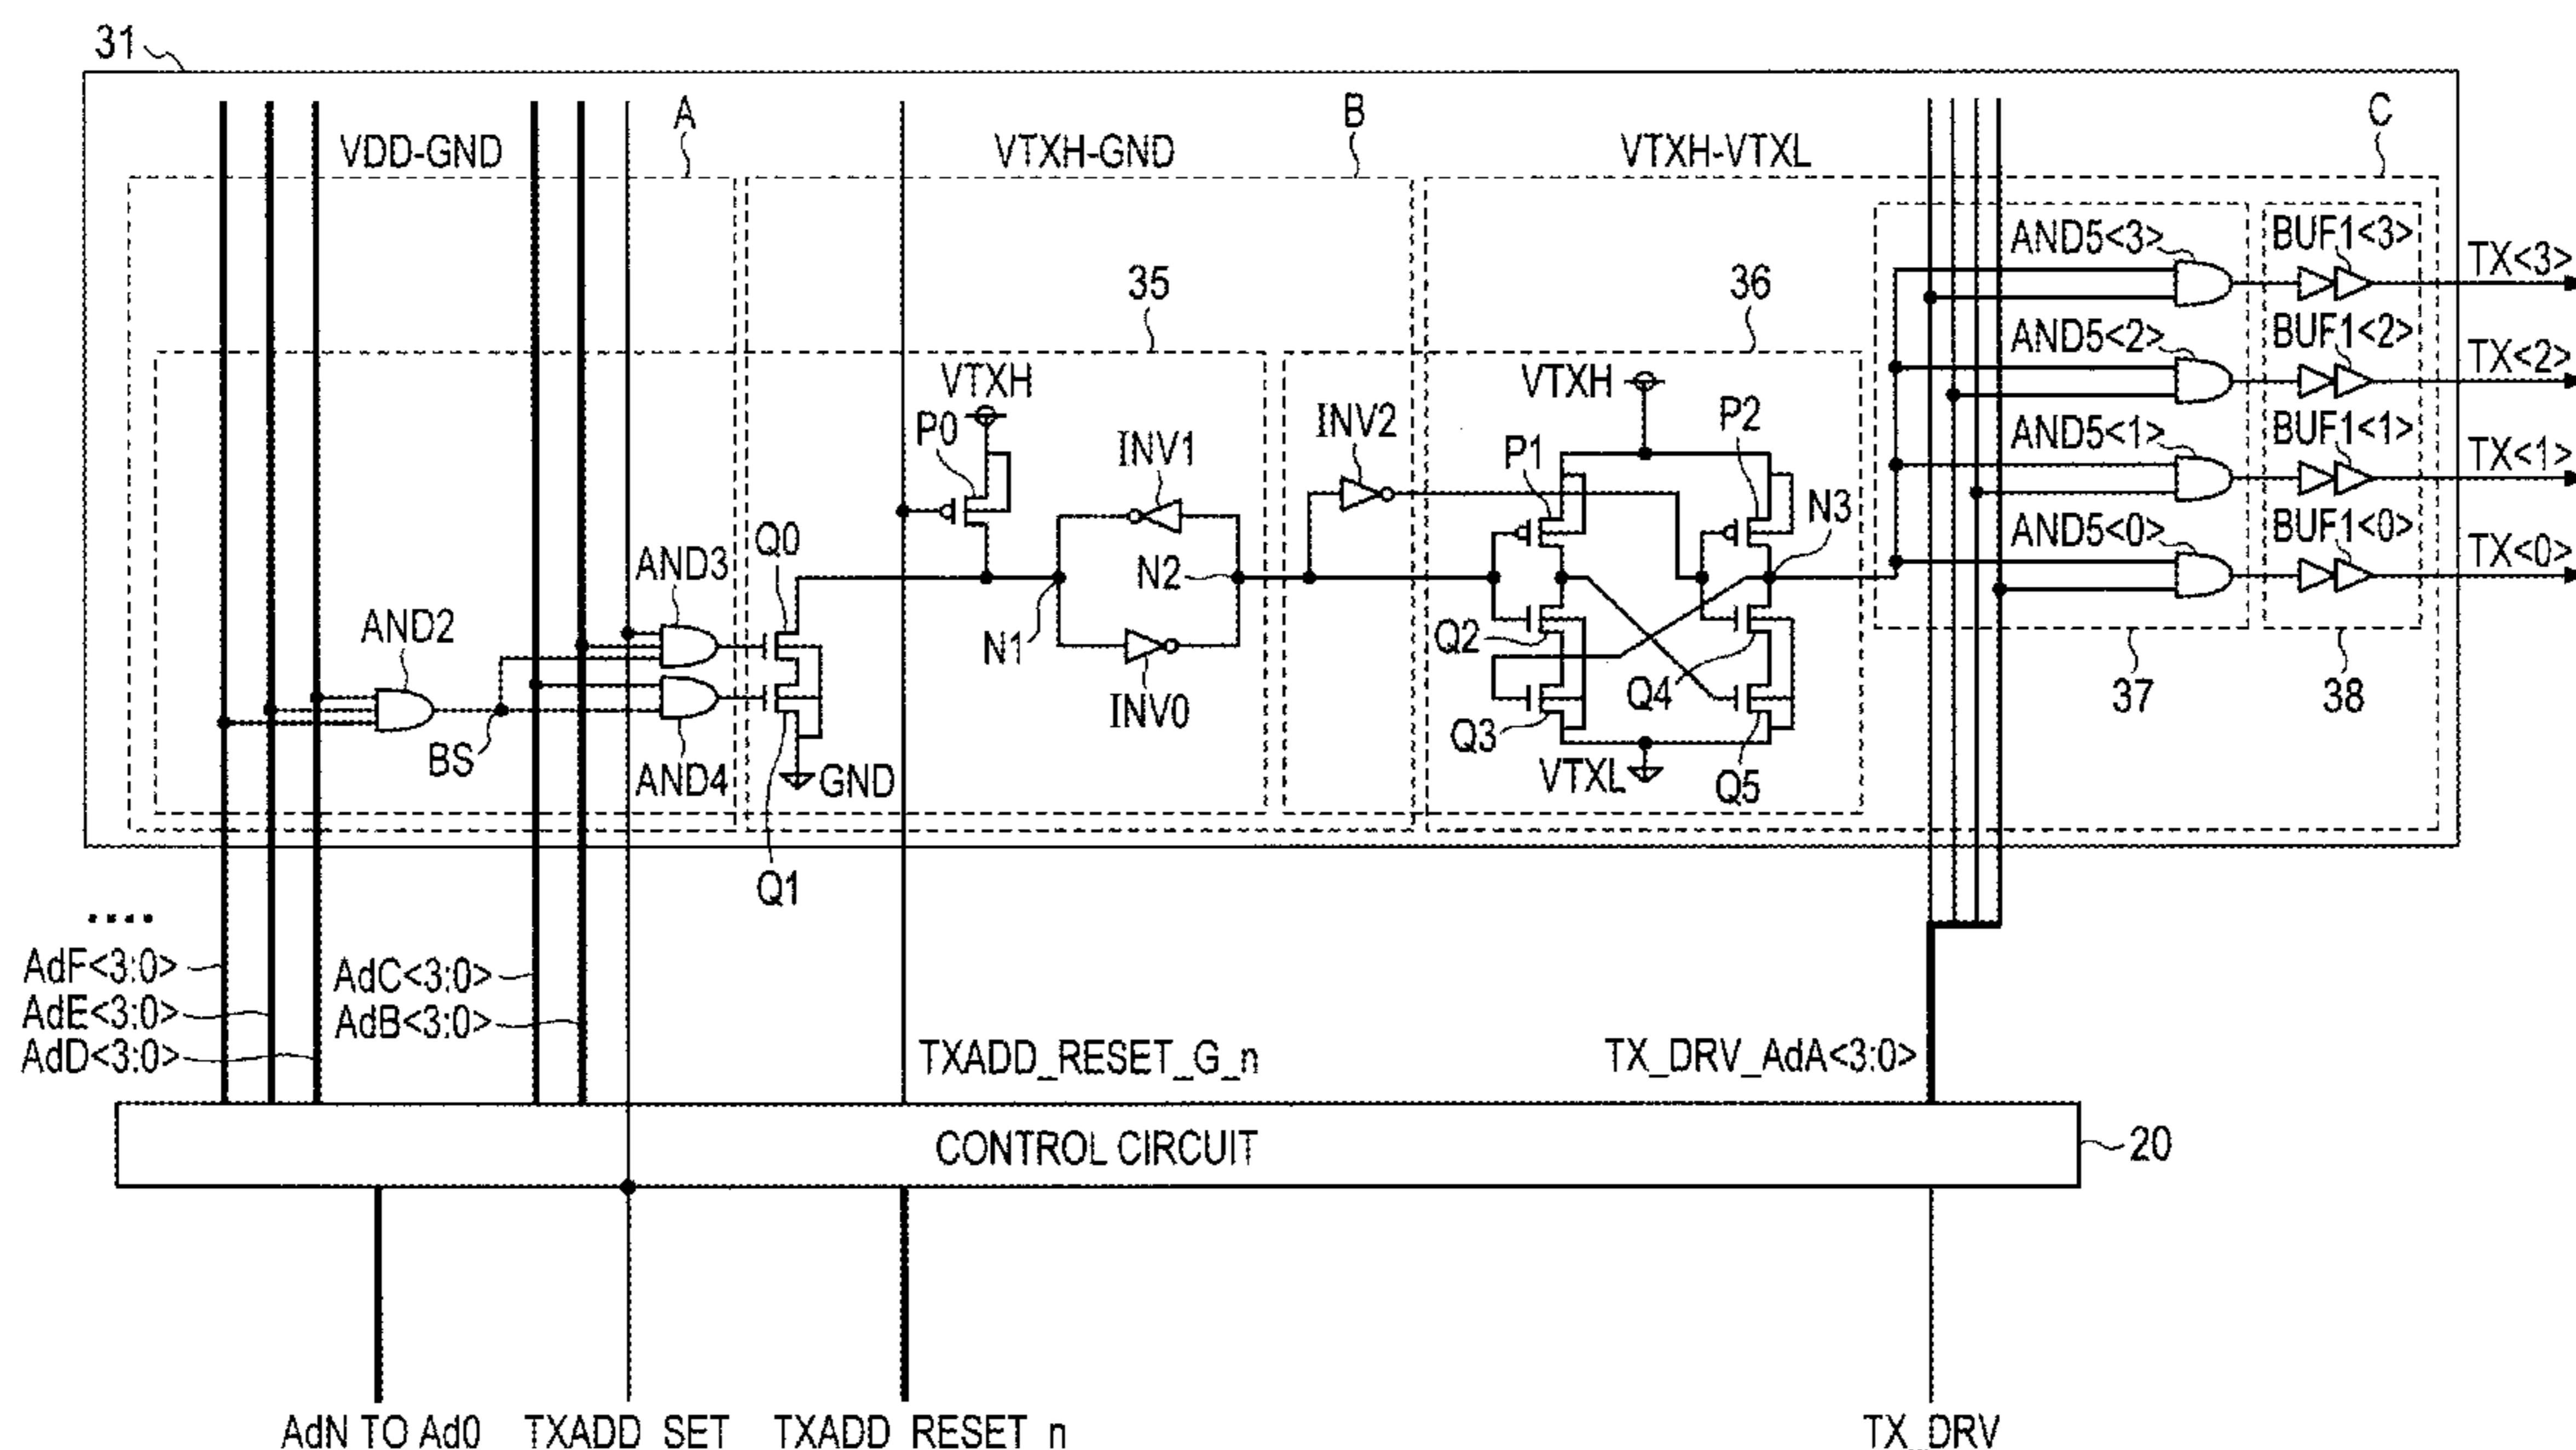 31
A
B
C
VDD-GND
VTXH-GND
VTXH-VTXL
35
36
AND5<3>
BUF1<3>
TX<3>
AND5<2>
BUF1<2>
TX<2>
AND5<1>
BUF1<1>
TX<1>
AND5<0>
BUF1<0>
TX<0>
VTXH
P0
INV1
INV2
VTXH
P1
P2
N3
Q0
AND3
AND2
N1
N2
INV0
BS
AND4
GND
Q1
Q2
Q3
Q4
VTXL
Q5
37
38
....
AdF<3:0>
AdE<3:0>
AdD<3:0>
AdC<3:0>
AdB<3:0>
TXADD_RESET_G_n
TX_DRV_AdA<3:0>
CONTROL CIRCUIT
20
AdN TO Ad0
TXADD_SET
TXADD_RESET_n
TX_DRV